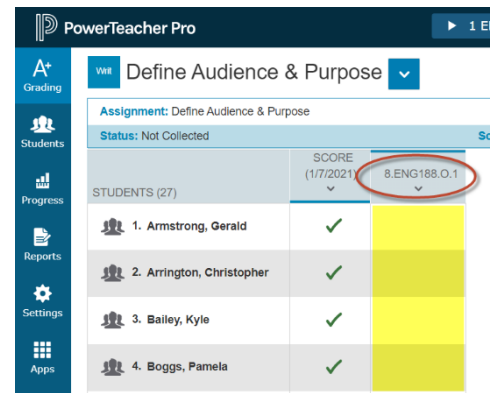 PowerTeacher Pro
1 E
A+
Grading
Writ
Define Audience & Purpose
Assignment: Define Audience & Purpose
Status: Not Collected
Sc
Students
STUDENTS (27)
SCORE
(1/7/2021)
8.ENG188.O.1
Progress
1. Armstrong, Gerald
Reports
2. Arrington, Christopher
Settings
3. Bailey, Kyle
Apps
4. Boggs, Pamela